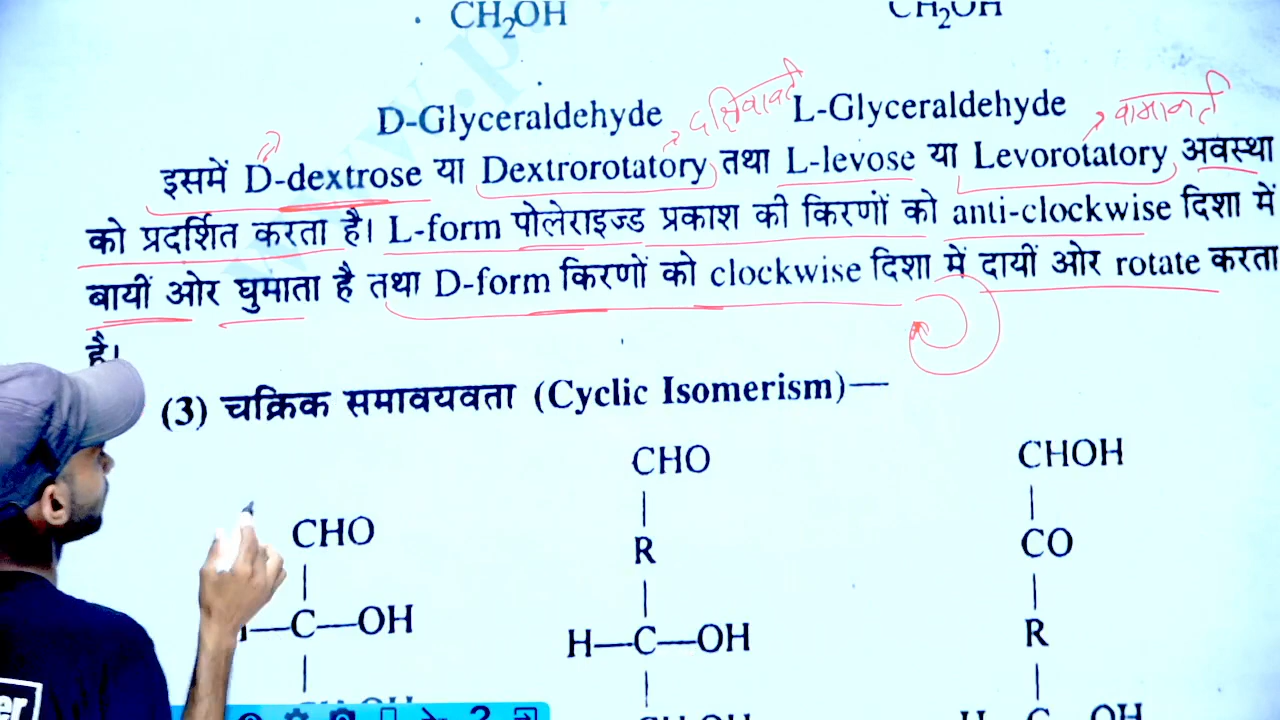 CH₂OH CH₂OH
D-Glyceraldehyde L-Glyceraldehyde वामावर्त
इसमें D-dextrose या Dextrorotatory तथा L-levose या Levorotatory अवस्था
को प्रदर्शित करता है। L-form पोलेराइज्ड प्रकाश की किरणों को anti-clockwise दिशा में
बायीं ओर घुमाता है तथा D-form किरणों को clockwise दिशा में दायीं ओर rotate करता
है।
(3) चक्रिक समावयवता (Cyclic Isomerism)—
CHO CHO CHOH
R CO
C—OH H—C—OH R